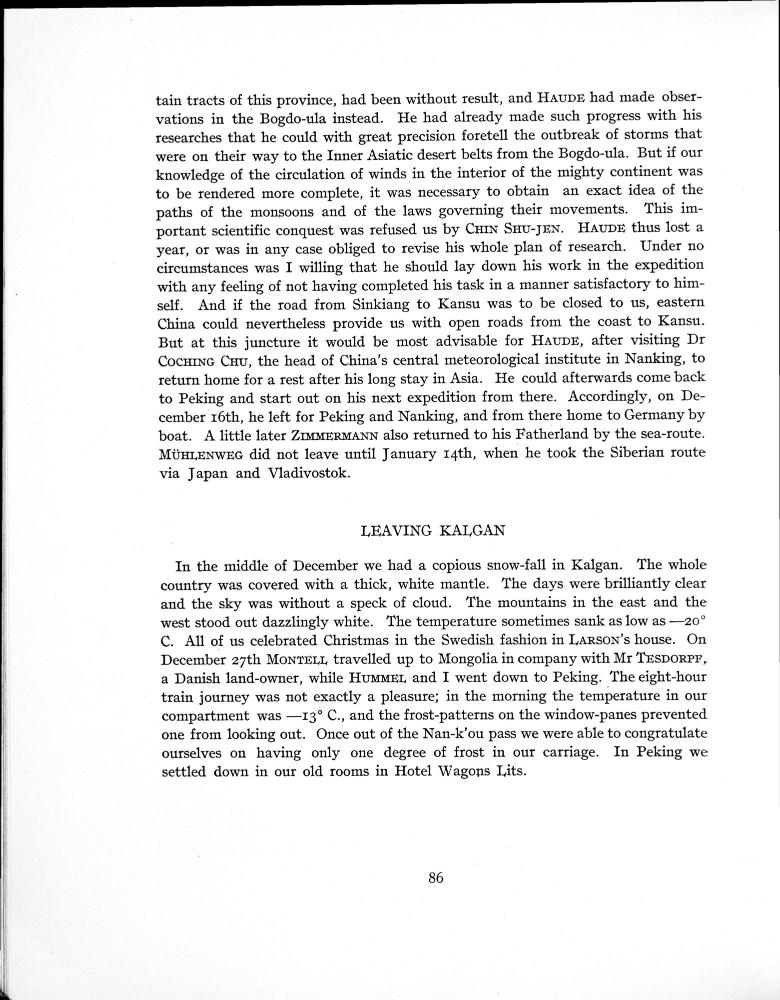 tain tracts of this province, had been without result, and HAUDE had made obser-
vations in the Bogdo-ula instead. He had already made such progress with his
researches that he could with great precision foretell the outbreak of storms that
were on their way to the Inner Asiatic desert belts from the Bogdo-ula. But if our
knowledge of the circulation of winds in the interior of the mighty continent was
to be rendered more complete, it was necessary to obtain an exact idea of the
paths of the monsoons and of the laws governing their movements. This im-
portant scientific conquest was refused us by CHIN SHU-JEN. HAUDE thus lost a
year, or was in any case obliged to revise his whole plan of research. Under no
circumstances was I willing that he should lay down his work in the expedition
with any feeling of not having completed his task in a manner satisfactory to him-
self. And if the road from Sinkiang to Kansu was to be closed to us, eastern
China could nevertheless provide us with open roads from the coast to Kansu.
But at this juncture it would be most advisable for HAUDE, after visiting Dr
COCHING CHU, the head of China's central meteorological institute in Nanking, to
return home for a rest after his long stay in Asia. He could afterwards come back
to Peking and start out on his next expedition from there. Accordingly, on De-
cember 16th, he left for Peking and Nanking, and from there home to Germany by
boat. A little later ZIMMERMANN also returned to his Fatherland by the sea-route.
MÜHLENWEG did not leave until January 14th, when he took the Siberian route
via Japan and Vladivostok.
LEAVING KALGAN
In the middle of December we had a copious snow-fall in Kalgan. The whole
country was covered with a thick, white mantle. The days were brilliantly clear
and the sky was without a speck of cloud. The mountains in the east and the
west stood out dazzlingly white. The temperature sometimes sank as low as —20°
C. All of us celebrated Christmas in the Swedish fashion in LARSON's house. On
December 27th MONTELL travelled up to Mongolia in company with Mr TESDORPF,
a Danish land-owner, while HUMMEL and I went down to Peking. The eight-hour
train journey was not exactly a pleasure; in the morning the temperature in our
compartment was —13° C., and the frost-patterns on the window-panes prevented
one from looking out. Once out of the Nan-k'ou pass we were able to congratulate
ourselves on having only one degree of frost in our carriage. In Peking we
settled down in our old rooms in Hotel Wagons Lits.
86